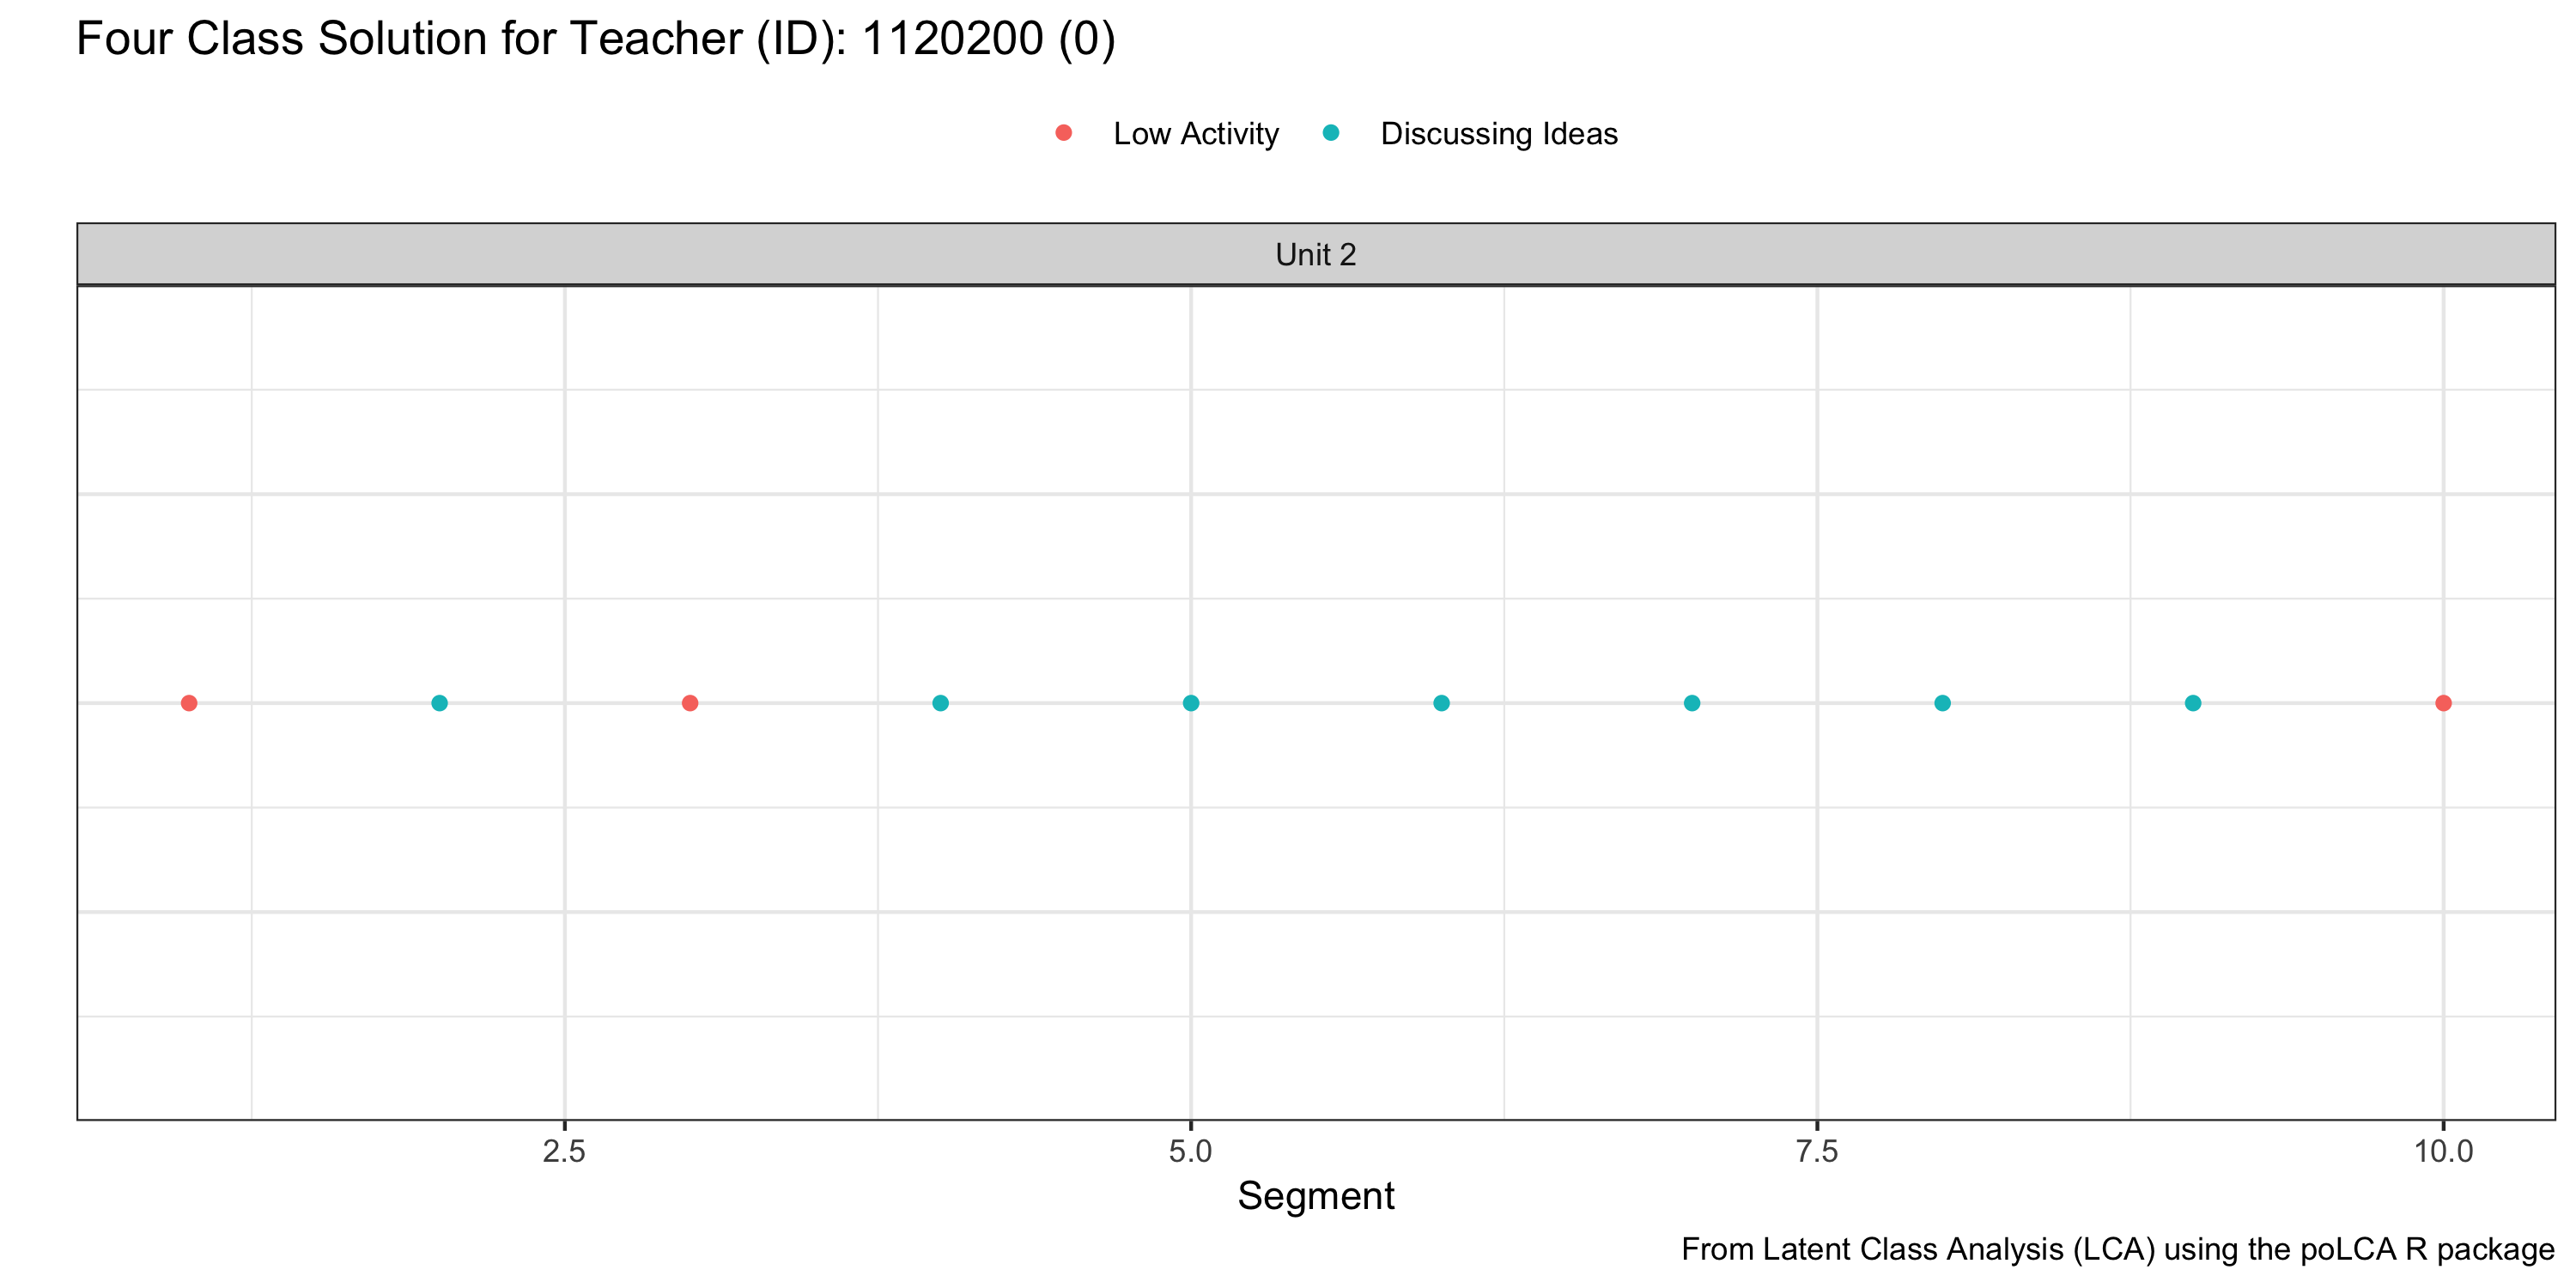 Four Class Solution for Teacher (ID): 1120200 (0)
Low Activity Discussing Ideas
Unit 2
2.5 5.0 7.5 10.0
Segment
From Latent Class Analysis (LCA) using the poLCA R package